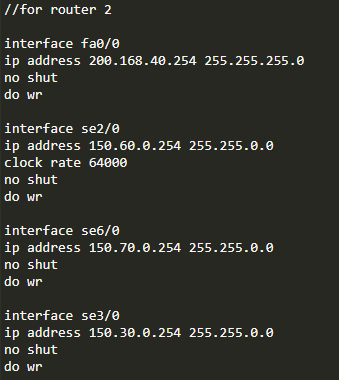 //for router 2
interface fa0/0
ip address 200.168.40.254 255.255.255.0
no shut
do wr
interface se2/0
ip address 150.60.0.254 255.255.0.0
clock rate 64000
no shut
do wr
interface se6/0
ip address 150.70.0.254 255.255.0.0
no shut
do wr
interface se3/0
ip address 150.30.0.254 255.255.0.0
no shut
do wr